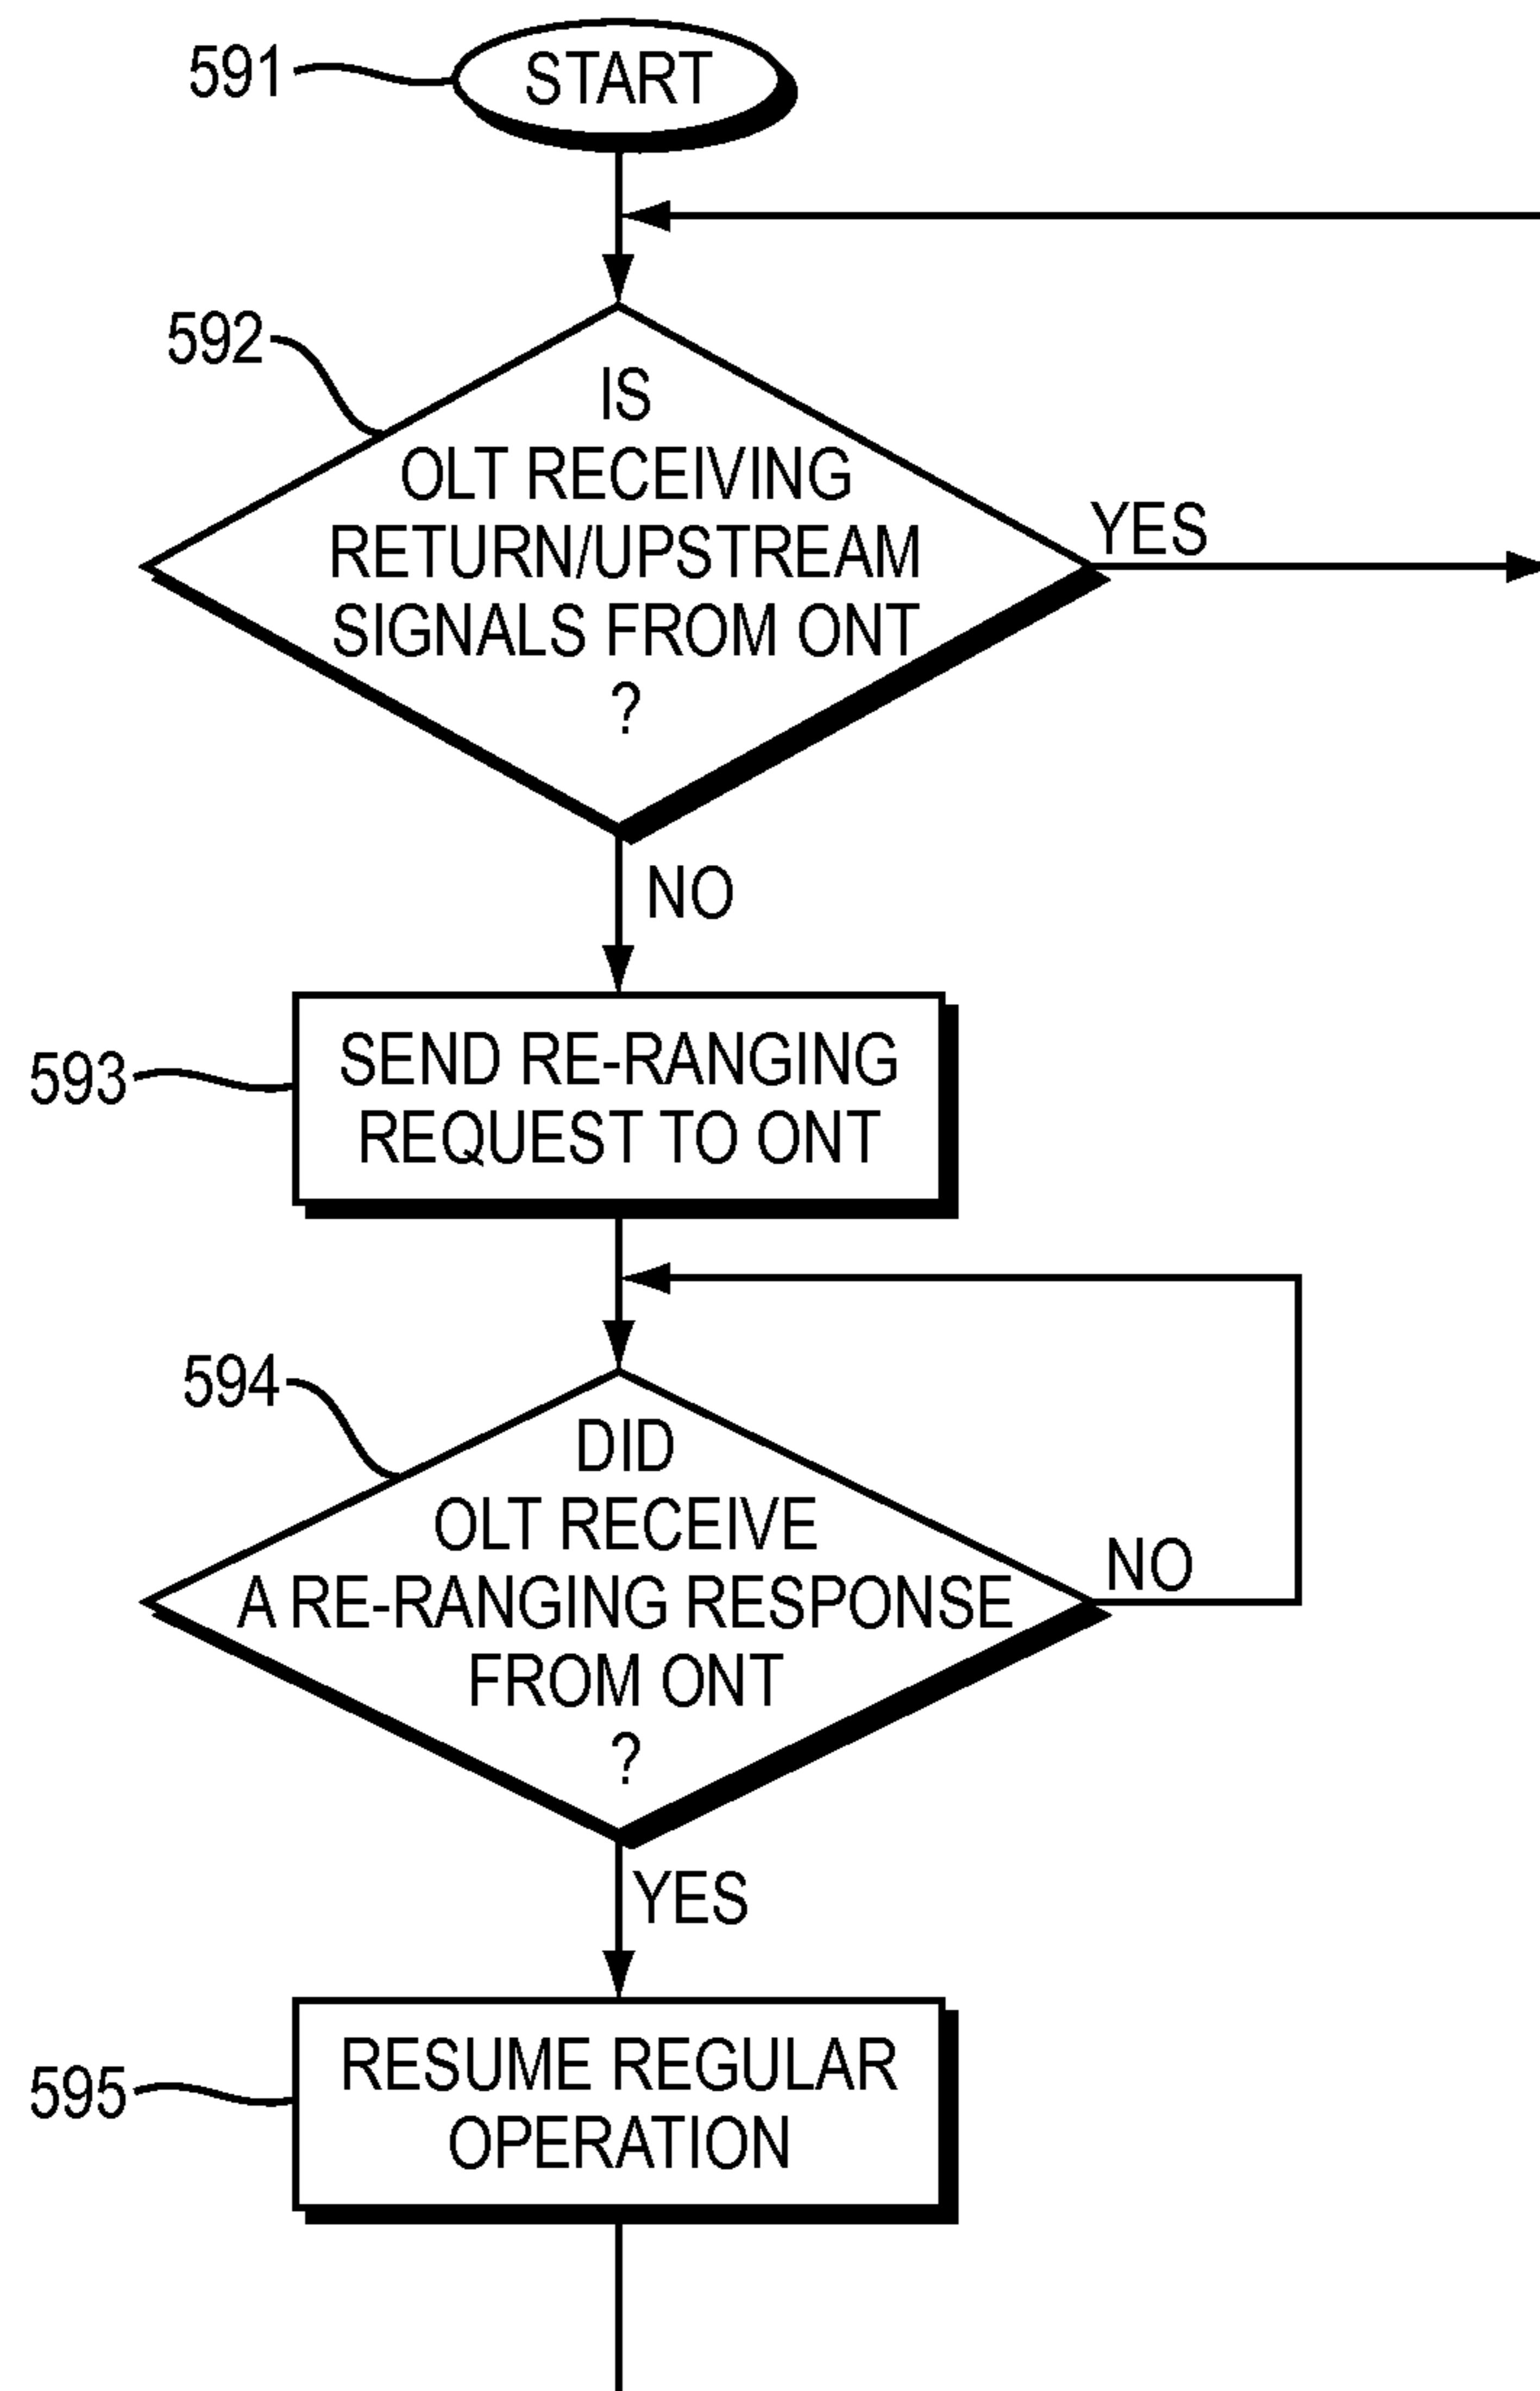 591
START
592
IS
OLT RECEIVING
RETURN/UPSTREAM
SIGNALS FROM ONT
?
YES
NO
593
SEND RE-RANGING
REQUEST TO ONT
594
DID
OLT RECEIVE
A RE-RANGING RESPONSE
FROM ONT
?
NO
YES
595
RESUME REGULAR
OPERATION